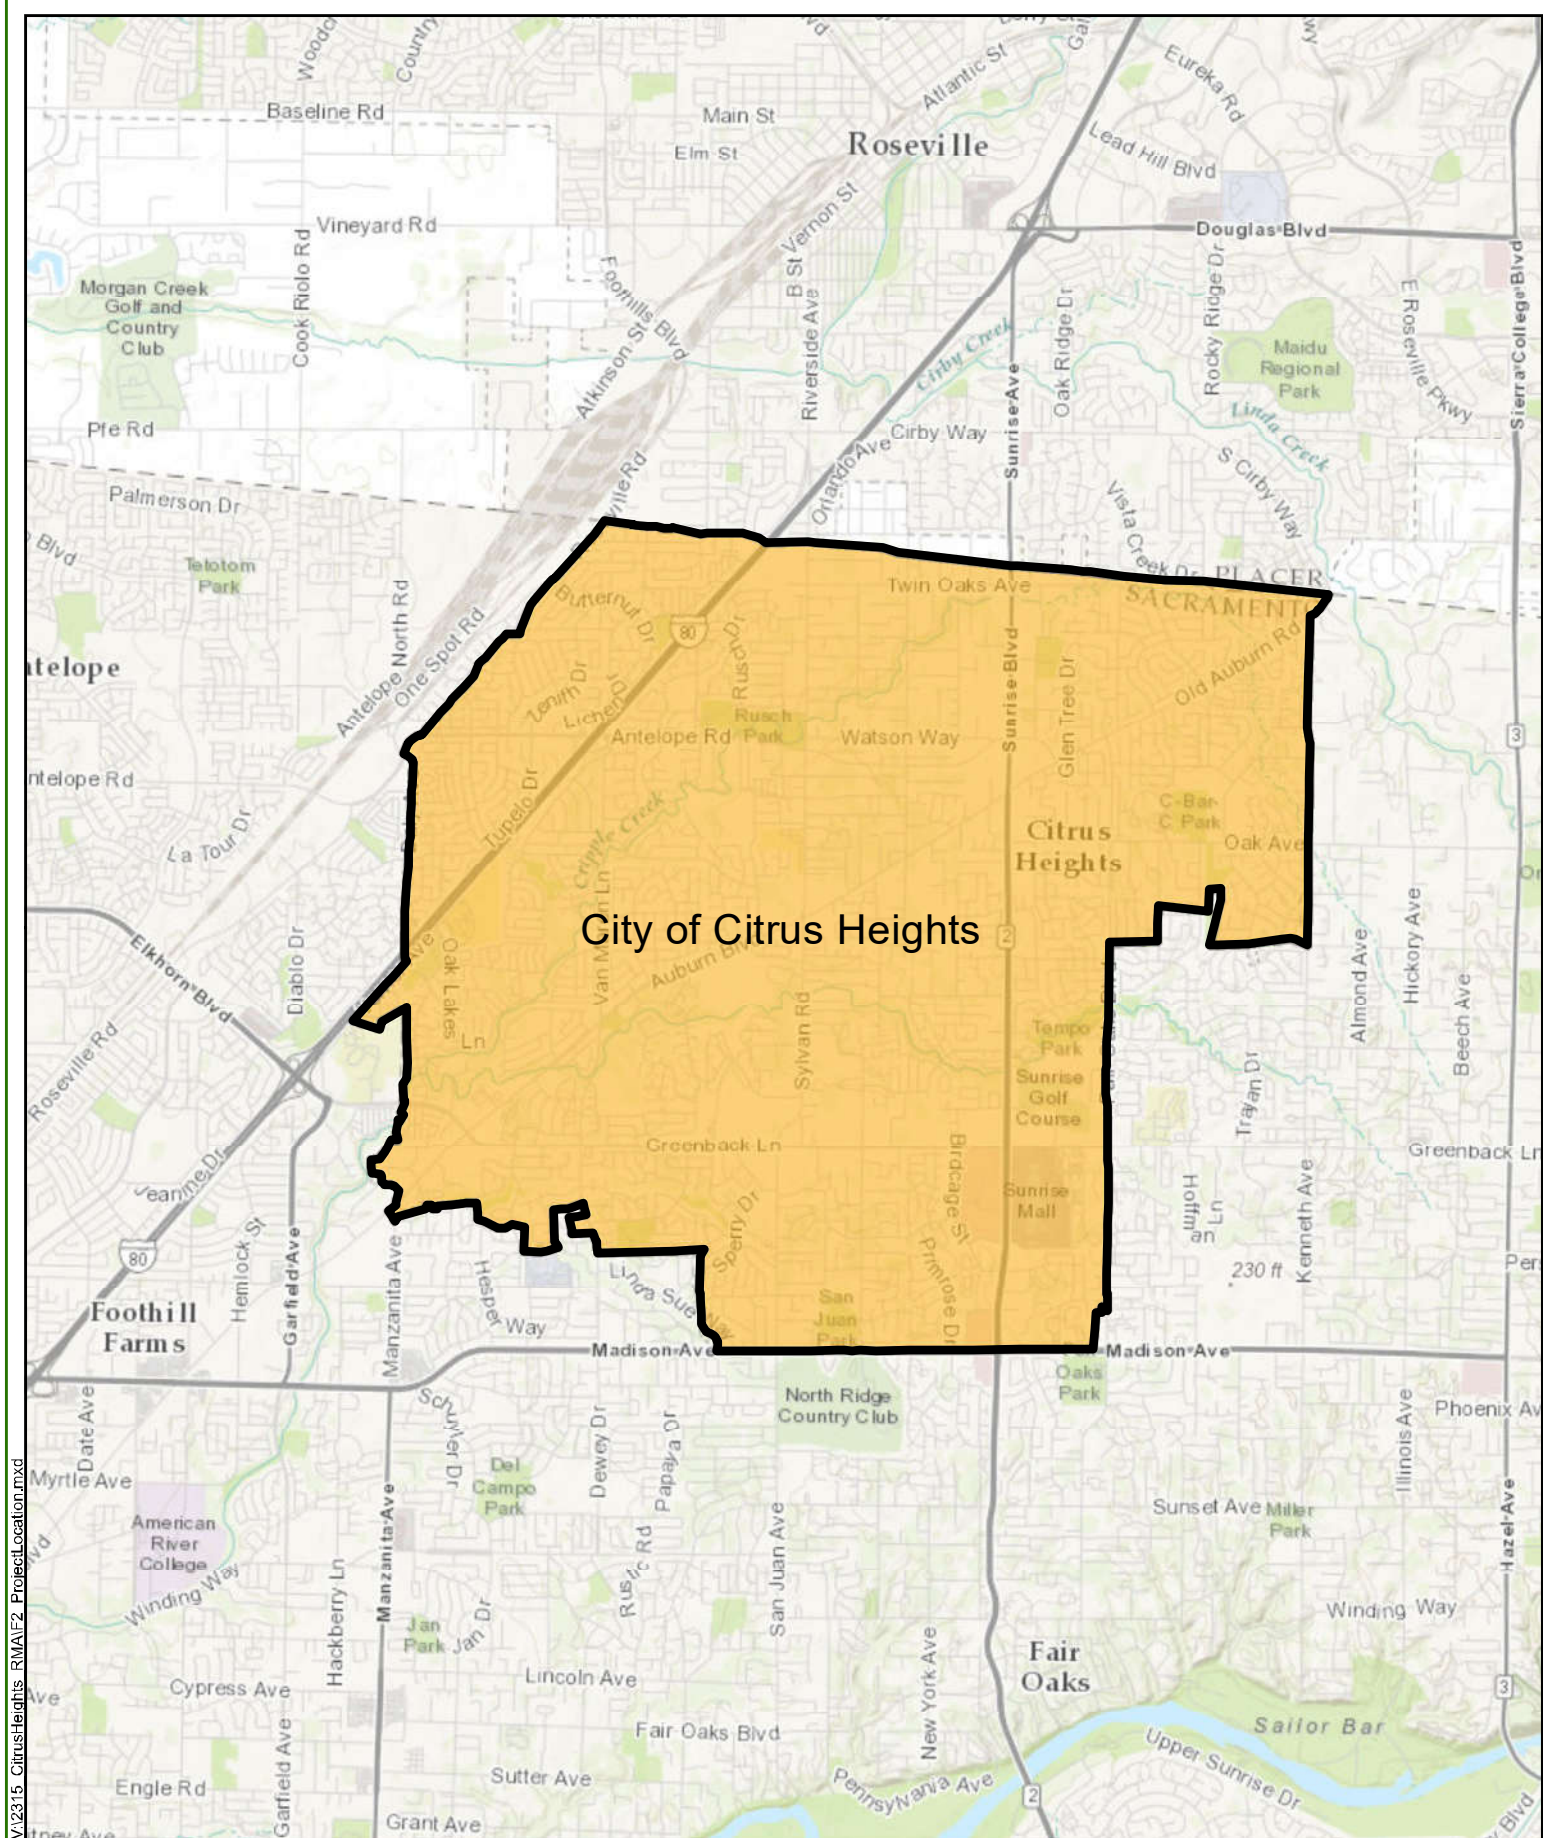 Baseline Rd
Main St
Elm St
Atlantic St
Eureka Rd
Roseville
Lead Hill Blvd
Vineyard Rd
Cook Riolo Rd
Vernon St
B St
Douglas Blvd
Morgan Creek
Golf and
Country
Club
Foothills Blvd
Atkinson St
Riverside Ave
Cirby Creek
Sunrise Ave
Oak Ridge Dr
Rocky Ridge Dr
Maidu
Regional
Park
E Roseville Pkwy
Sierra College Blvd
Linda Creek
Pfe Rd
Cirby Way
Orlando Ave
S Cirby Way
Palmerson Dr
Vista Creek Dr
Blvd
Tetotom
Park
PLACER
SACRAMENTO
Twin Oaks Ave
Butternut Dr
80
Rusch Dr
Antelope North Rd
One Spot Rd
Zenith Dr
Lichen Dr
Sunrise Blvd
Glen Tree Dr
Old Auburn Rd
Rusch
Park
Antelope Rd
Watson Way
3
Tupelo Dr
Cripple Creek
La Tour Dr
C-Bar-
C Park
Citrus
Heights
Oak Ave
City of Citrus Heights
2
Elkhorn Blvd
Diablo Dr
Oak Lakes
Ln
Auburn Blvd
Sylvan Rd
Almond Ave
Hickory Ave
Beech Ave
Tempo
Park
Sunrise
Golf
Course
Roseville Rd
Trajan Dr
Greenback Ln
Greenback Ln
Jeanine Dr
Birdcage St
Sunrise
Mall
Hoffm
an
Ln
Kenneth Ave
Sperry Dr
80
Hemlock St
Garfield Ave
Manzanita Ave
Hesper
Way
Linda Sue Way
Primrose Dr
San
Juan
Park
230 ft
Foothill
Farms
Madison Ave
Madison Ave
Oaks
Park
North Ridge
Country Club
Date Ave
Schuyler Dr
Dewey Dr
Papaya Dr
Illinois Ave
Myrtle Ave
Del
Campo
Park
American
River
College
Sunset Ave
Miller
Park
Hazel Ave
Winding Way
Hackberry Ln
Manzanita Ave
Rustic Rd
San Juan Ave
Winding Way
Jan
Park
Jan Dr
Fair
Oaks
Cypress Ave
Lincoln Ave
New York Ave
3
Fair Oaks Blvd
Sailor Bar
Upper Sunrise Dr
Engle Rd
Garfield Ave
Sutter Ave
Pennsylvania Ave
2
Grant Ave
V:\2315_CitrusHeights_RMA\F2_ProjectLocation.mxd